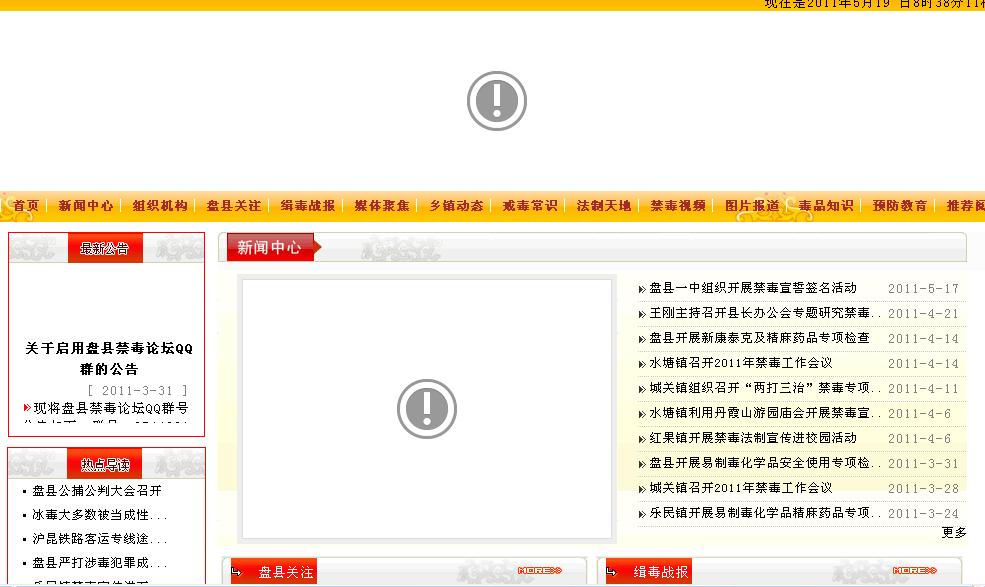 现在是2011年5月19 日8时38分11秒
首页 新闻中心 组织机构 盘县关注 缉毒战报 媒体聚焦 乡镇动态 戒毒常识 法制天地 禁毒视频 图片报道 毒品知识 预防教育 推荐阅
最新公告
关于启用盘县禁毒论坛QQ
群的公告
[ 2011-3-31 ]
现将盘县禁毒论坛QQ群号
热点导读
盘县公捕公判大会召开
冰毒大多数被当成性...
沪昆铁路客运专线途...
盘县严打涉毒犯罪成...
新闻中心
盘县一中组织开展禁毒宣誓签名活动 2011-5-17
王刚主持召开县长办公会专题研究禁毒.. 2011-4-21
盘县开展新康泰克及精麻药品专项检查 2011-4-14
水塘镇召开2011年禁毒工作会议 2011-4-14
城关镇组织召开“两打三治”禁毒专项.. 2011-4-11
水塘镇利用丹霞山游园庙会开展禁毒宣.. 2011-4-6
红果镇开展禁毒法制宣传进校园活动 2011-4-6
盘县开展易制毒化学品安全使用专项检.. 2011-3-31
城关镇召开2011年禁毒工作会议 2011-3-28
乐民镇开展易制毒化学品精麻药品专项.. 2011-3-24
更多
盘县关注 MORE
缉毒战报 MORE